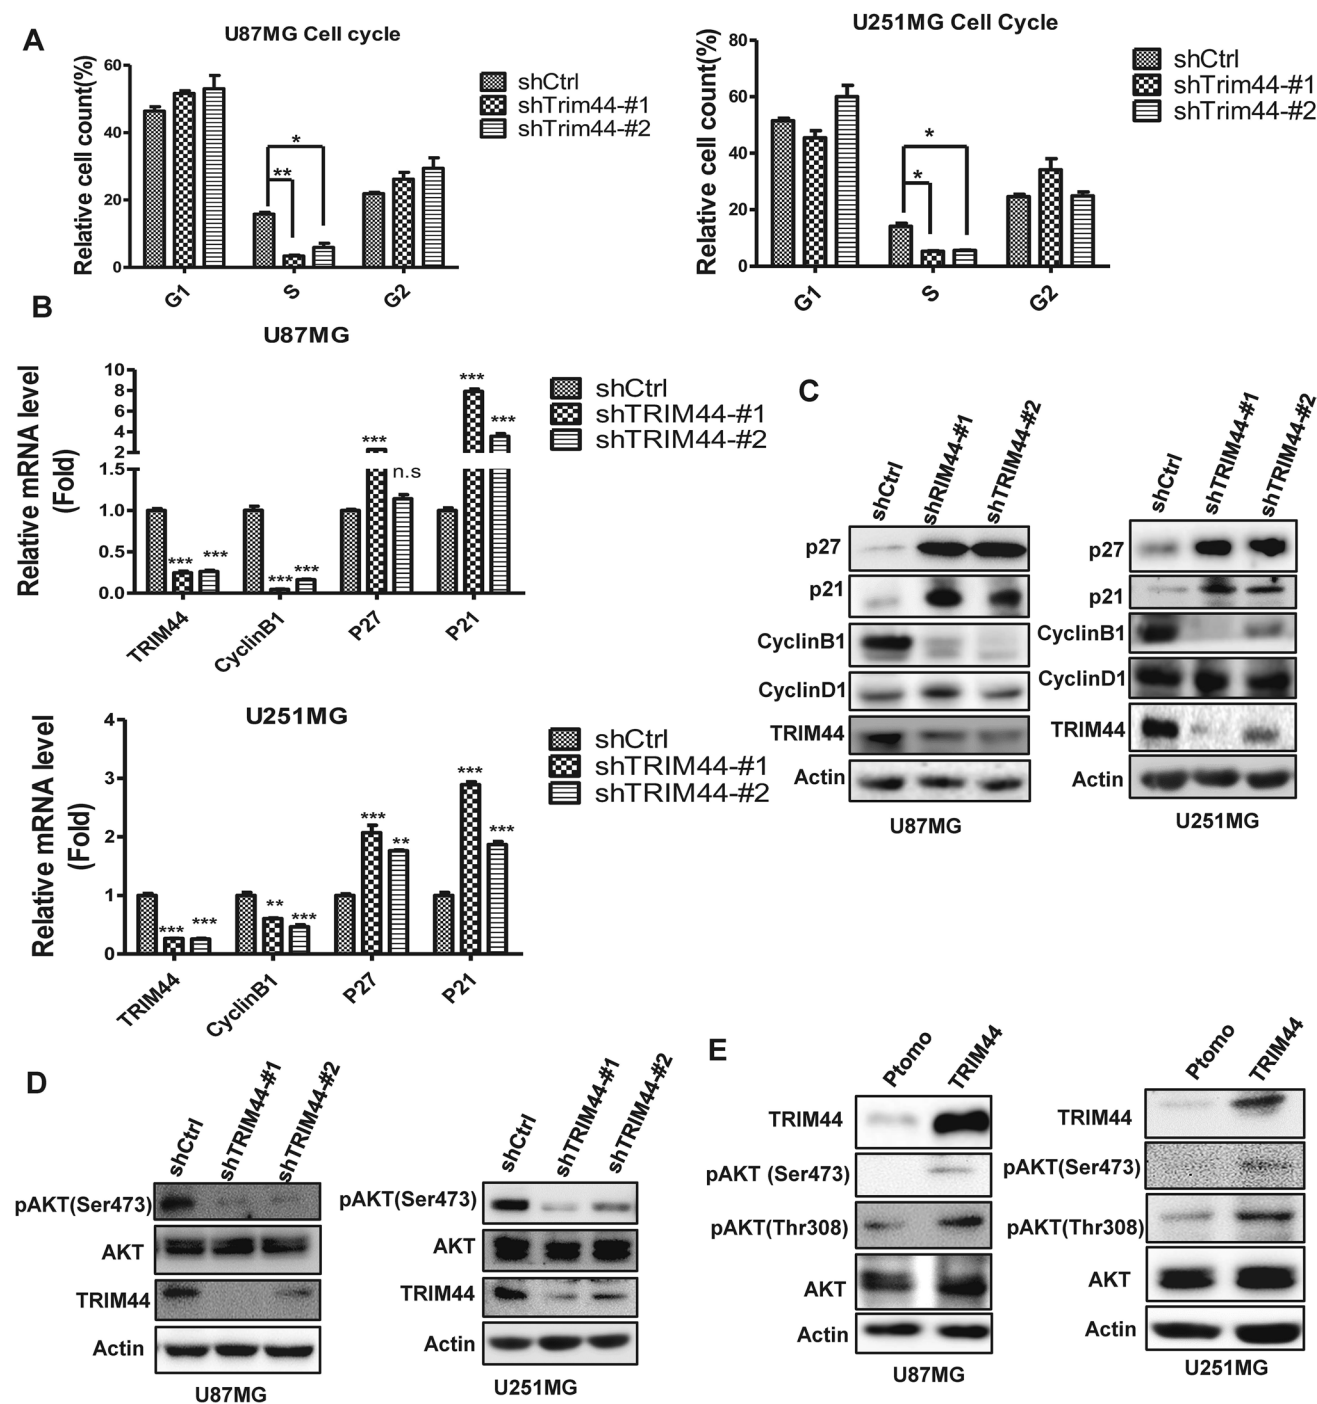 A
U87MG Cell cycle
Relative cell count(%)
60
40
20
0
**
*
G1
S
G2
shCtrl
shTrim44-#1
shTrim44-#2
U251MG Cell Cycle
Relative cell count(%)
80
60
40
20
0
*
*
G1
S
G2
shCtrl
shTrim44-#1
shTrim44-#2
B
U87MG
Relative mRNA level
(Fold)
10
8
6
4
2
1.5
1.0
0.5
0.0
*** ***
*** ***
*** n.s
*** ***
TRIM44
CyclinB1
P27
P21
shCtrl
shTRIM44-#1
shTRIM44-#2
U251MG
Relative mRNA level
(Fold)
4
3
2
1
0
*** ***
** ***
*** **
*** ***
TRIM44
CyclinB1
P27
P21
shCtrl
shTRIM44-#1
shTRIM44-#2
C
shCtrl
shRIM44-#1
shTRIM44-#2
p27
p21
CyclinB1
CyclinD1
TRIM44
Actin
U87MG
shCtrl
shTRIM44-#1
shTRIM44-#2
p27
p21
CyclinB1
CyclinD1
TRIM44
Actin
U251MG
D
shCtrl
shTRIM44-#1
shTRIM44-#2
pAKT(Ser473)
AKT
TRIM44
Actin
U87MG
shCtrl
shTRIM44-#1
shTRIM44-#2
pAKT(Ser473)
AKT
TRIM44
Actin
U251MG
E
Ptomo
TRIM44
TRIM44
pAKT (Ser473)
pAKT(Thr308)
AKT
Actin
U87MG
Ptomo
TRIM44
TRIM44
pAKT(Ser473)
pAKT(Thr308)
AKT
Actin
U251MG